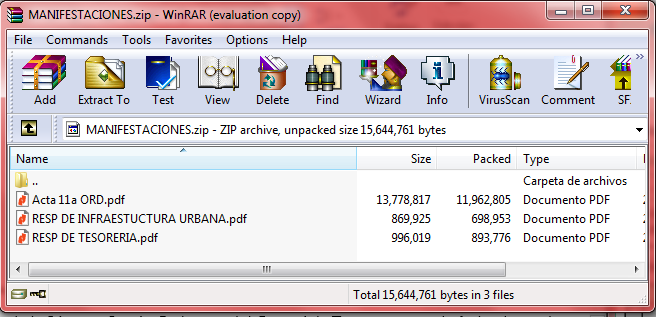 MANIFESTACIONES.zip - WinRAR (evaluation copy)
File Commands Tools Favorites Options Help
Add Extract To Test View Delete Find Wizard Info VirusScan Comment SF
MANIFESTACIONES.zip - ZIP archive, unpacked size 15,644,761 bytes
Name Size Packed Type
.. Carpeta de archivos
Acta 11a ORD.pdf 13,778,817 11,962,805 Documento PDF
RESP DE INFRAESTUCTURA URBANA.pdf 869,925 698,953 Documento PDF
RESP DE TESORERIA.pdf 996,019 893,776 Documento PDF
Total 15,644,761 bytes in 3 files